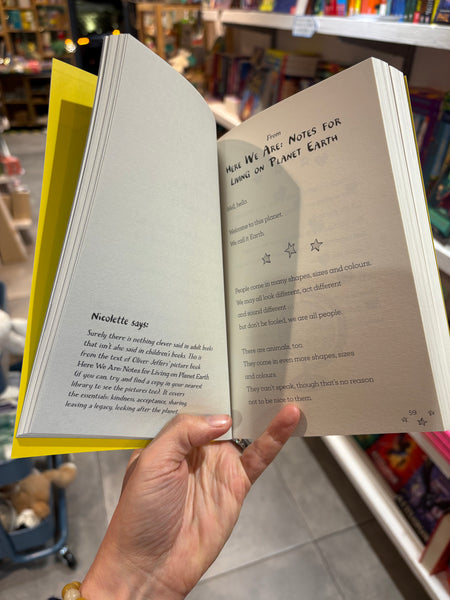 Nicolette says:
Surely there is nothing clever said in adult books
that isn't also said in children's books. This is
from the text of Oliver Jeffers' picture book
Here We Are: Notes for Living on Planet Earth
(if you can, try and find a copy in your nearest
library to see the pictures too). It covers
the essentials: kindness, acceptance, sharing,
leaving a legacy, looking after the planet.
From
Here We Are: Notes for
Living on Planet Earth
Well, hello.
Welcome to this planet.
We call it Earth.
People come in many shapes, sizes and colours.
We may all look different, act different
and sound different ...
but don't be fooled, we are all people.
There are animals, too.
They come in even more shapes, sizes
and colours.
They can't speak, though that's no reason
not to be nice to them.
59